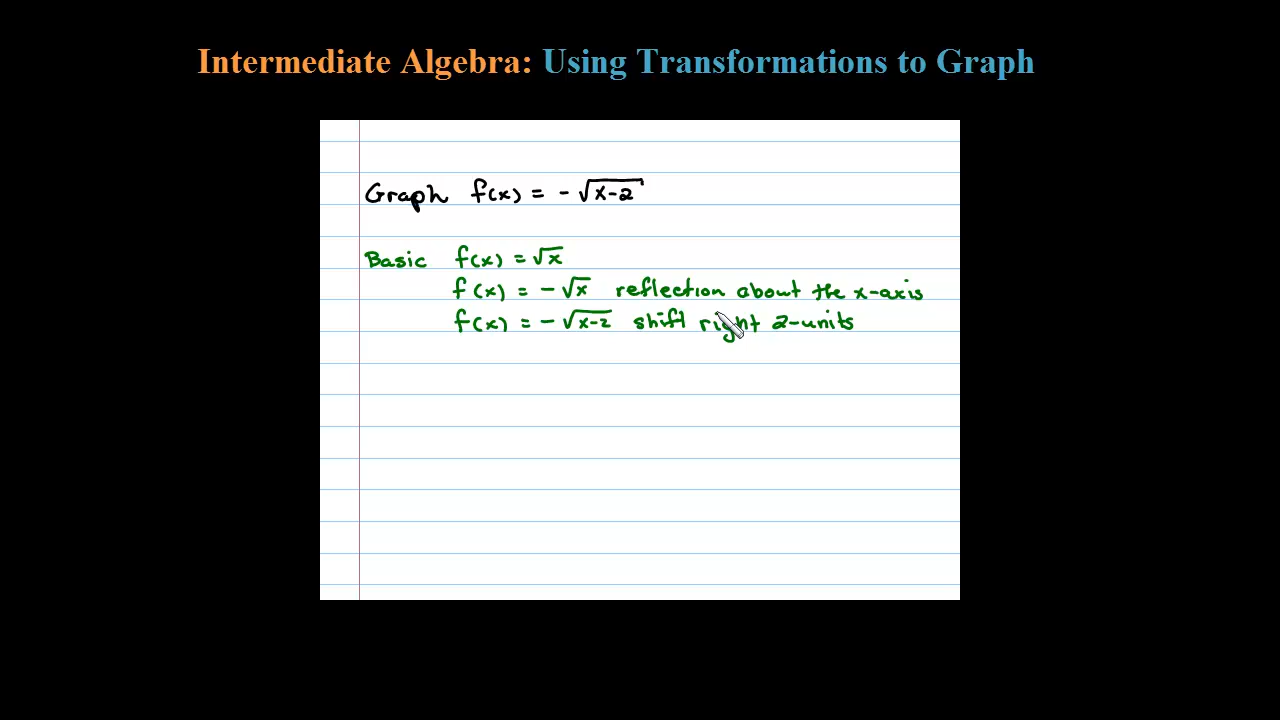 Intermediate Algebra: Using Transformations to Graph
Graph f(x) = -√(x-2)
Basic f(x) = √x
f(x) = -√x reflection about the x-axis
f(x) = -√(x-2) shift right 2-units